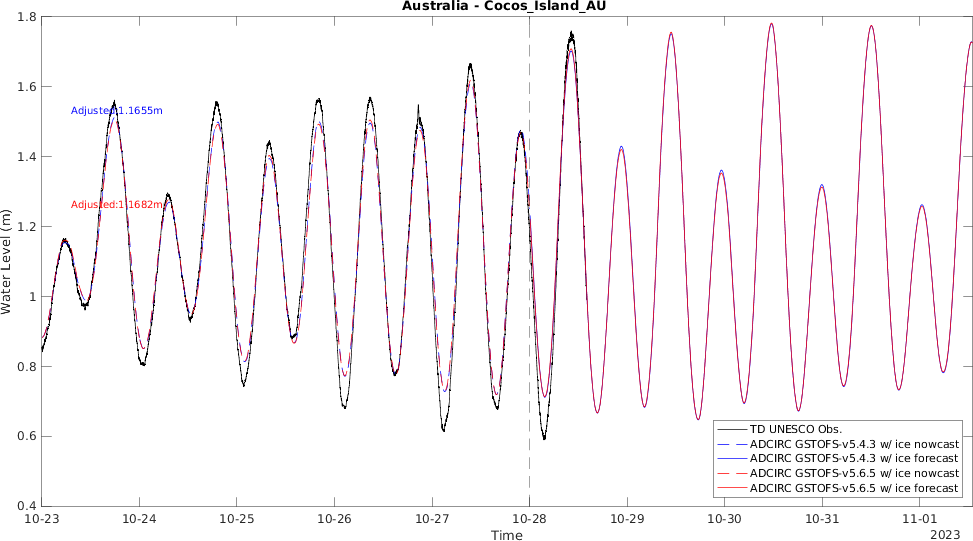 Australia - Cocos_Island_AU
1.8
1.6
1.4
1.2
1
0.8
0.6
0.4
Water Level (m)
Adjusted:1.1655m
Adjusted:1.1682m
TD UNESCO Obs.
ADCIRC GSTOFS-v5.4.3 w/ ice nowcast
ADCIRC GSTOFS-v5.4.3 w/ ice forecast
ADCIRC GSTOFS-v5.6.5 w/ ice nowcast
ADCIRC GSTOFS-v5.6.5 w/ ice forecast
10-23 10-24 10-25 10-26 10-27 10-28 10-29 10-30 10-31 11-01
Time
2023